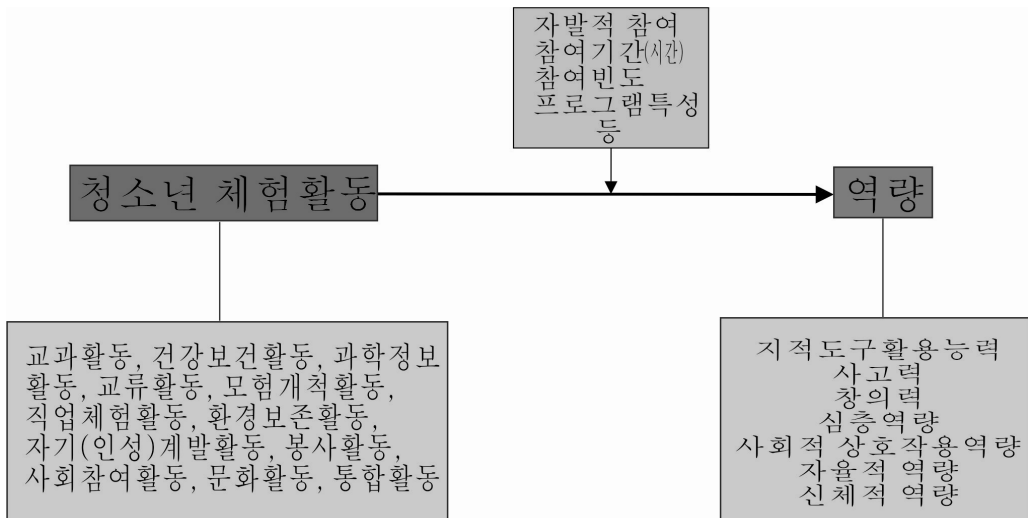 자발적 참여
참여기간(시간)
참여빈도
프로그램특성
등
청소년 체험활동
역량
교과활동, 건강보건활동, 과학정보
활동, 교류활동, 모험개척활동,
직업체험활동, 환경보존활동,
자기(인성)계발활동, 봉사활동,
사회참여활동, 문화활동, 통합활동
지적도구활용능력
사고력
창의력
심층역량
사회적 상호작용역량
자율적 역량
신체적 역량